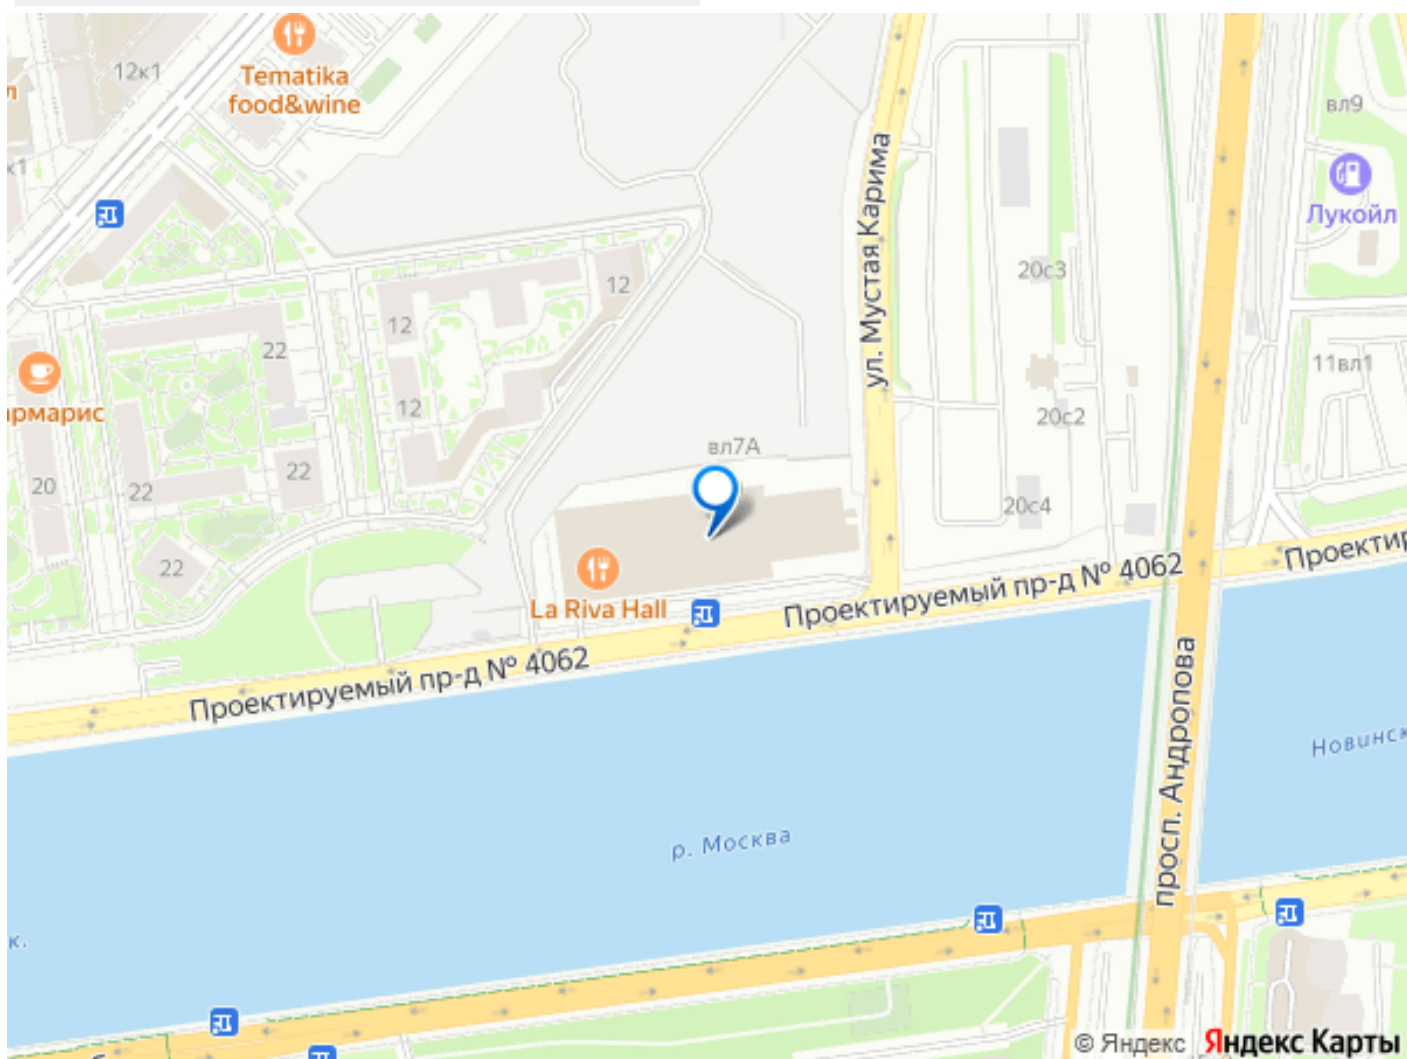 12к1
Tematika
food&wine
вл9
Лукойл
ул. Мустая Карима
20с3
12
12
22
11вл1
армарис
12
20с2
вл7А
22
20
22
20с4
22
La Riva Hall
Проектируемый пр-д № 4062
Проектир
Проектируемый пр-д № 4062
просп. Андропова
Новинск
р. Москва
к.
© Яндекс
Яндекс Карты